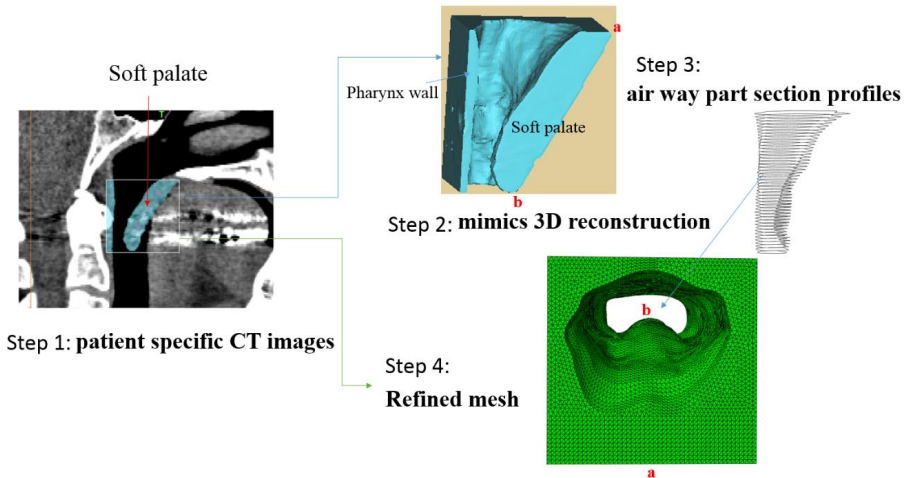 Soft palate
Step 1: patient specific CT images
a
Pharynx wall
Soft palate
b
Step 2: mimics 3D reconstruction
Step 3:
air way part section profiles
Step 4:
Refined mesh
b
a